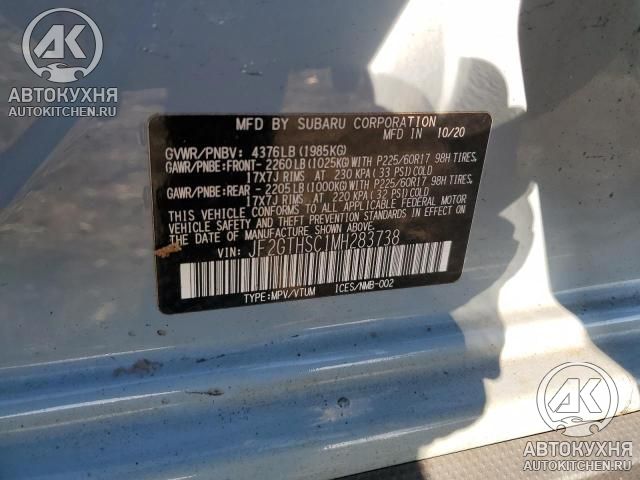 АК
АВТОКУХНЯ
AUTOKITCHEN.RU
MFD BY SUBARU CORPORATION
MFD IN 10/20
GVWR/PNBV: 4376LB (1985KG)
GAWR/PNBE:FRONT- 2260LB (1025KG) WITH P225/60R17 98H TIRES,
17X7J RIMS AT 230 KPA (33 PSI) COLD
GAWR/PNBE:REAR - 2205LB (1000KG) WITH P225/60R17 98H TIRES,
17X7J RIMS AT 220 KPA (32 PSI) COLD
THIS VEHICLE CONFORMS TO ALL APPLICABLE FEDERAL MOTOR
VEHICLE SAFETY AND THEFT PREVENTION STANDARDS IN EFFECT ON
THE DATE OF MANUFACTURE SHOWN ABOVE.
VIN: JF2GTHSC1MH283738
TYPE:MPV/VTUM ICES/NMB-002
АК
АВТОКУХНЯ
AUTOKITCHEN.RU